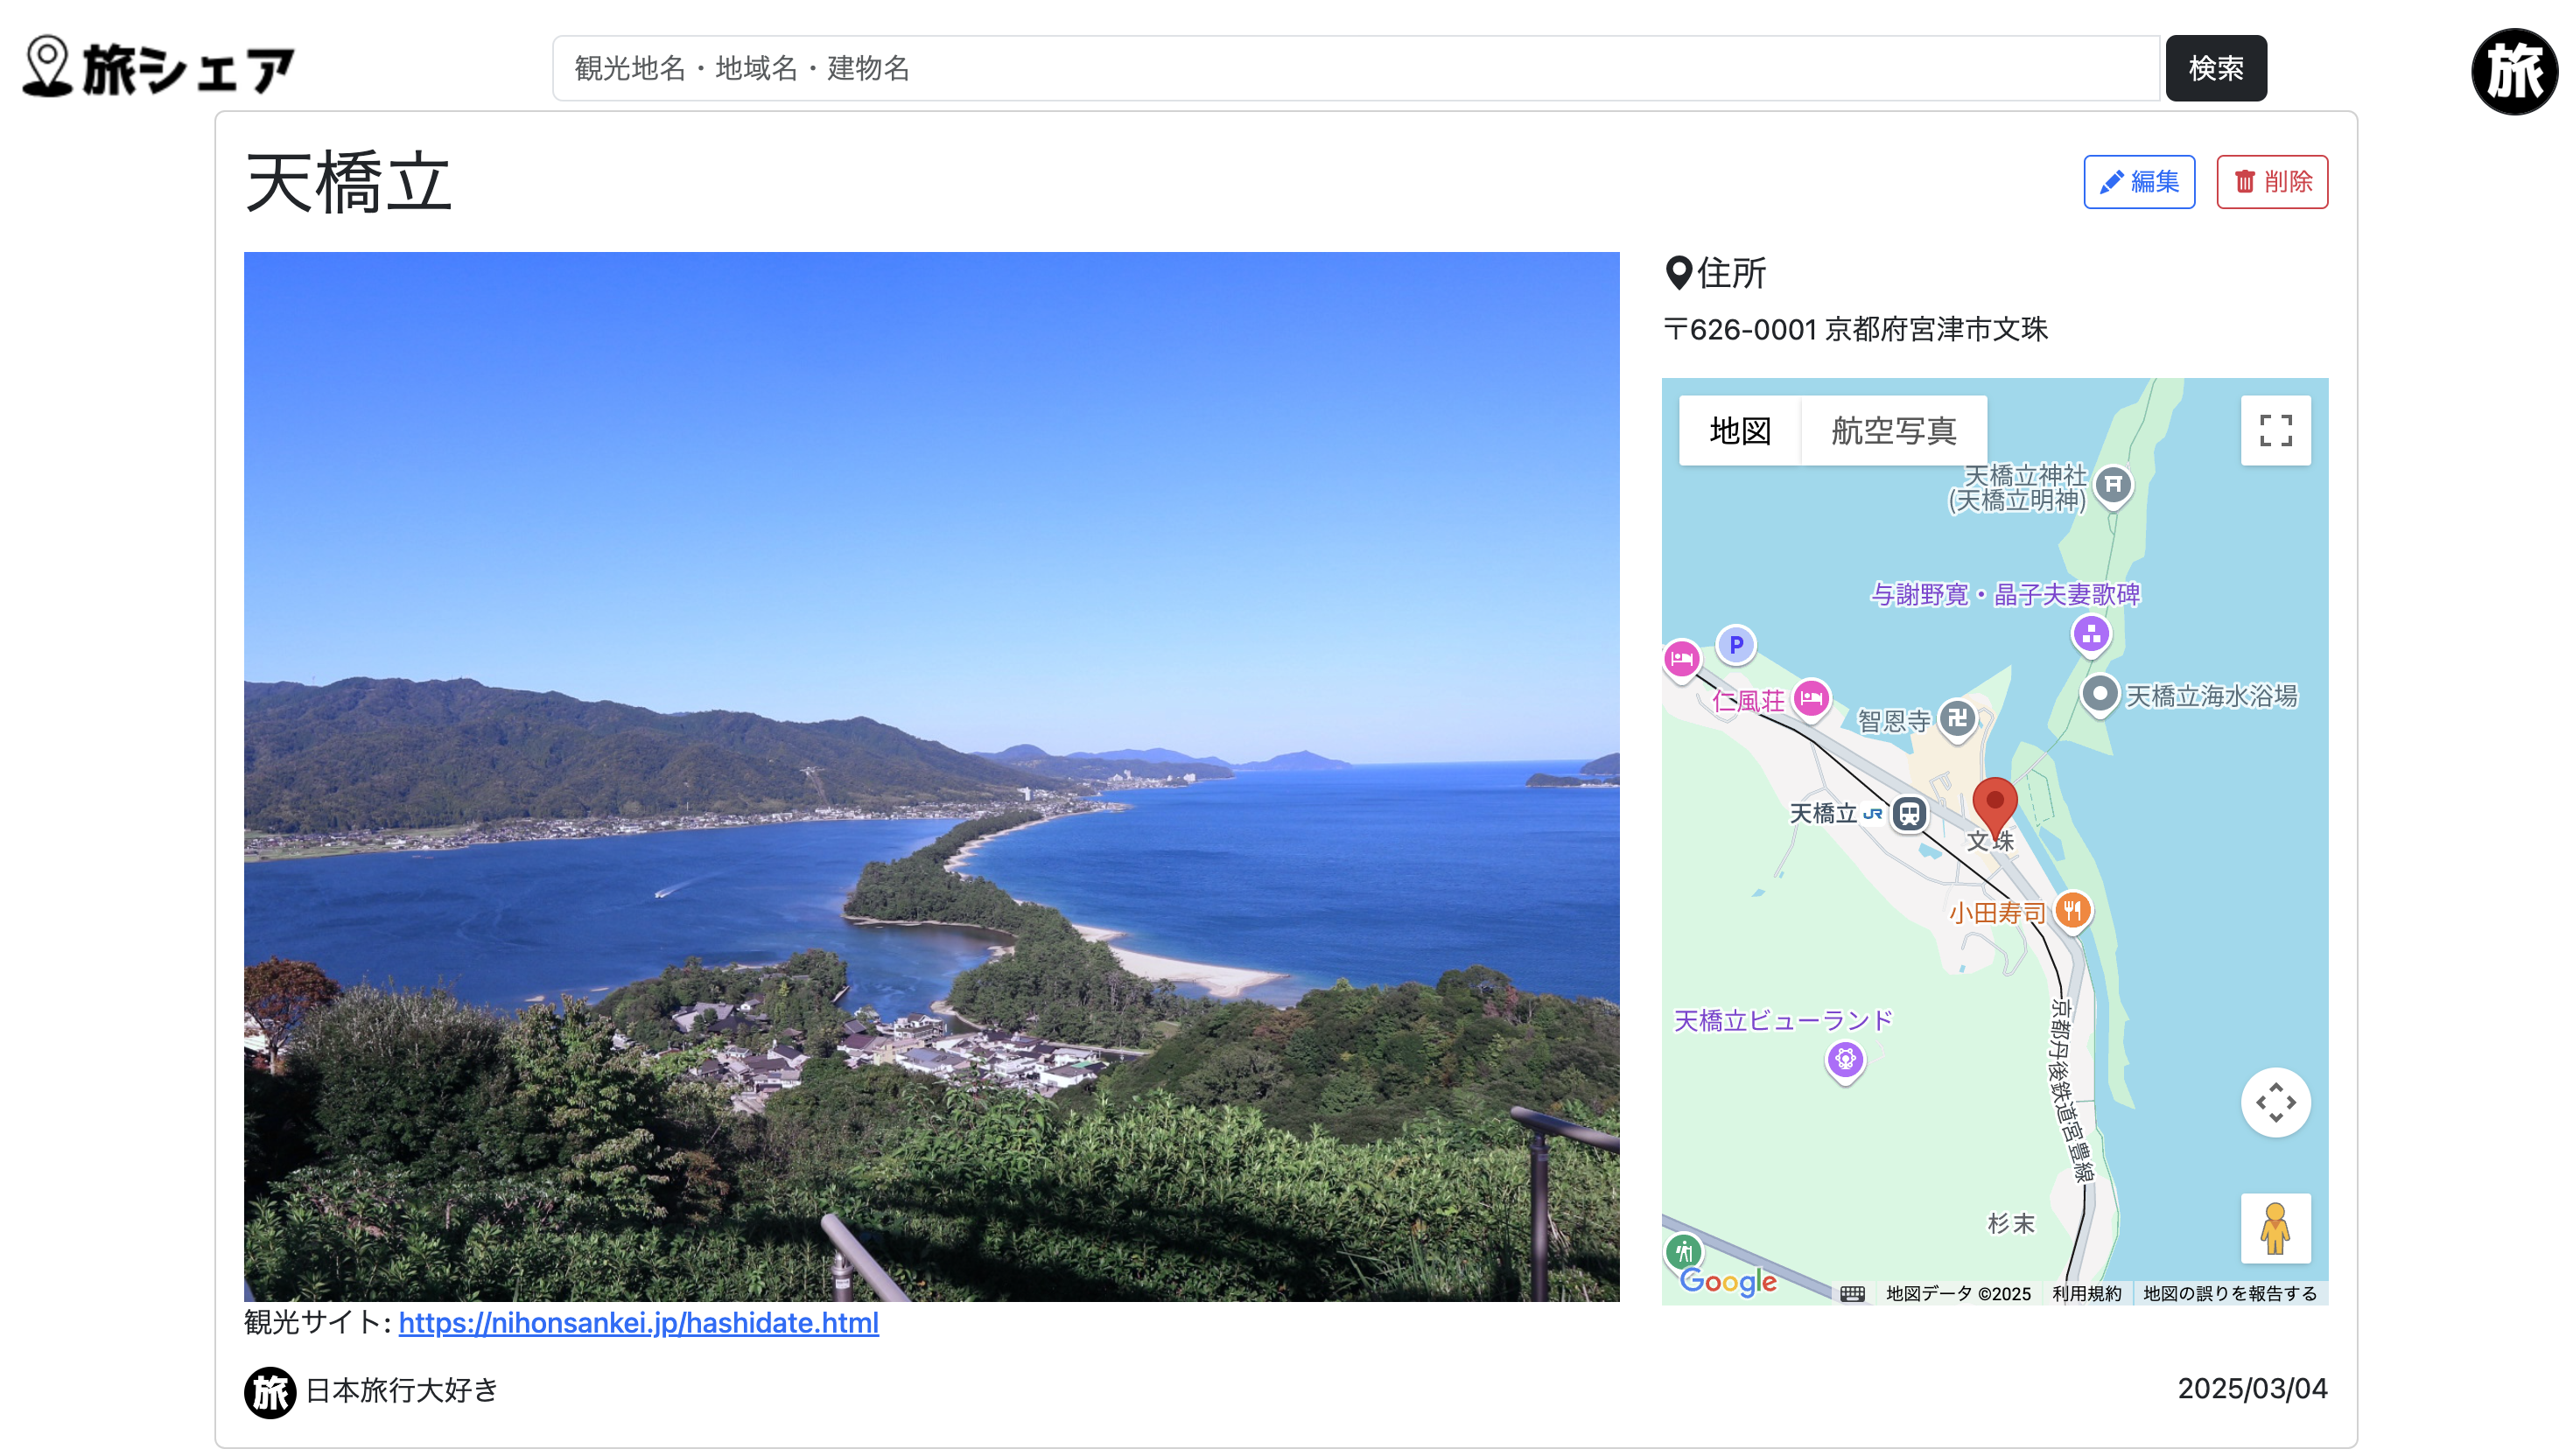 旅シェア
観光地名・地域名・建物名
検索
旅
天橋立
編集
削除
住所
〒626-0001 京都府宮津市文珠
地図
航空写真
天橋立神社
(天橋立明神)
与謝野寛・晶子夫妻歌碑
P
天橋立海水浴場
仁風荘
智恩寺
天橋立 JR
文珠
小田寿司
天橋立ビューランド
京都丹後鉄道宮豊線
杉末
Google
地図データ ©2025
利用規約
地図の誤りを報告する
観光サイト: https://nihonsankei.jp/hashidate.html
旅 日本旅行大好き
2025/03/04